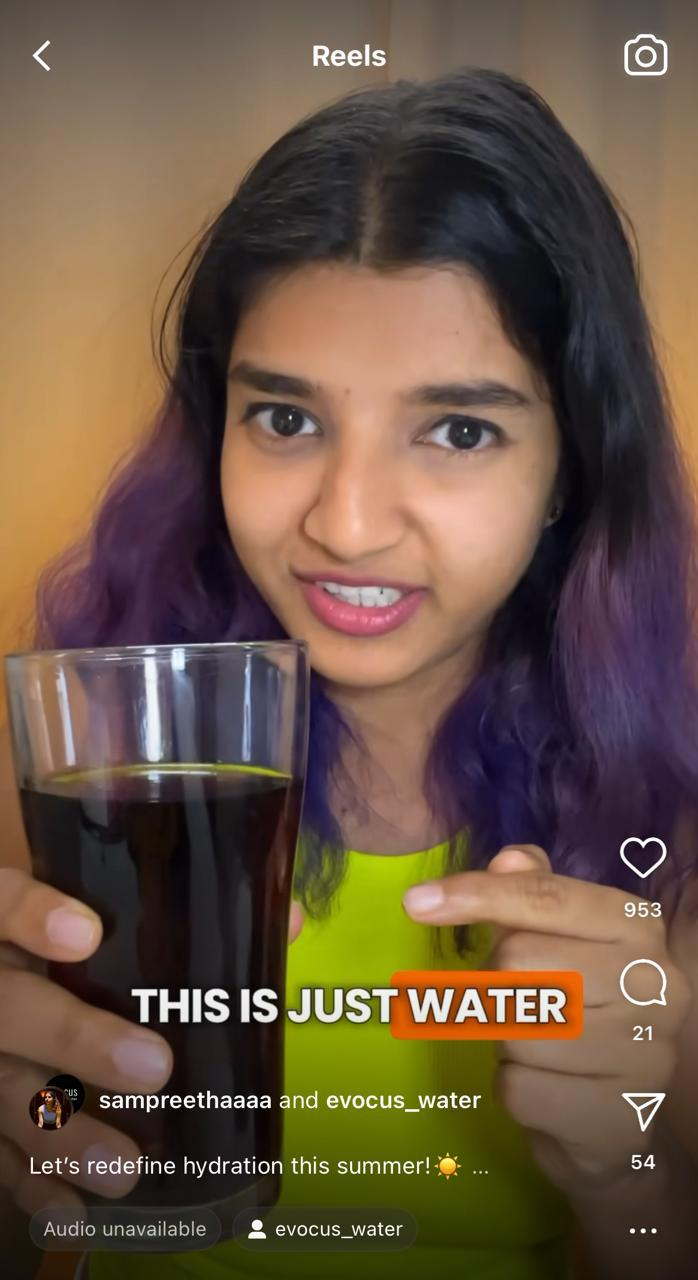 Reels
953
21
THIS IS JUST WATER
sampreethaaaa and evocus_water
54
Let’s redefine hydration this summer!☀️ ...
Audio unavailable
evocus_water